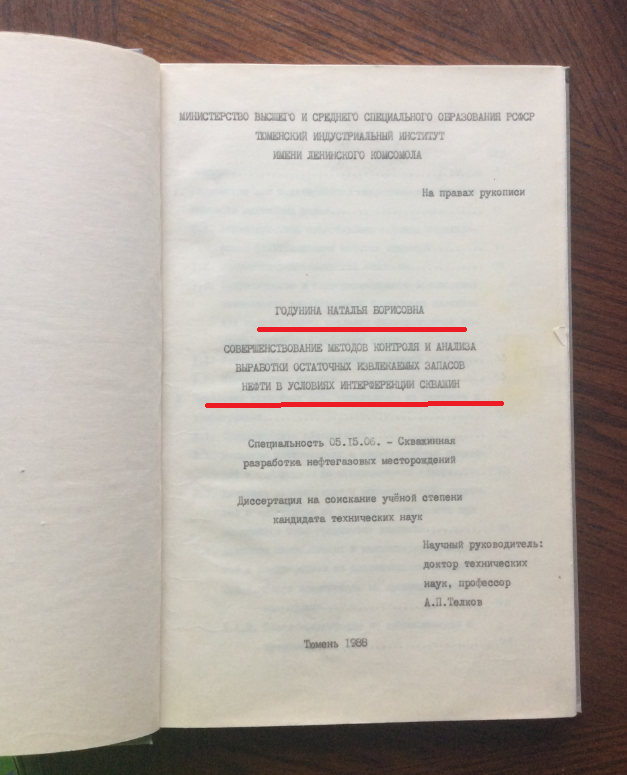 МИНИСТЕРСТВО ВЫСШЕГО И СРЕДНЕГО СПЕЦИАЛЬНОГО ОБРАЗОВАНИЯ РСФСР
ТЮМЕНСКИЙ ИНДУСТРИАЛЬНЫЙ ИНСТИТУТ
ИМЕНИ ЛЕНИНСКОГО КОМСОМОЛА
На правах рукописи
ГОДУНИНА НАТАЛЬЯ БОРИСОВНА
СОВЕРШЕНСТВОВАНИЕ МЕТОДОВ КОНТРОЛЯ И АНАЛИЗА
ВЫРАБОТКИ ОСТАТОЧНЫХ ИЗВЛЕКАЕМЫХ ЗАПАСОВ
НЕФТИ В УСЛОВИЯХ ИНТЕРФЕРЕНЦИИ СКВАЖИН
Специальность 05.15.06. - Скважинная
разработка нефтегазовых месторождений
Диссертация на соискание учёной степени
кандидата технических наук
Научный руководитель:
доктор технических
наук, профессор
А.П.Телков
Тюмень 1988